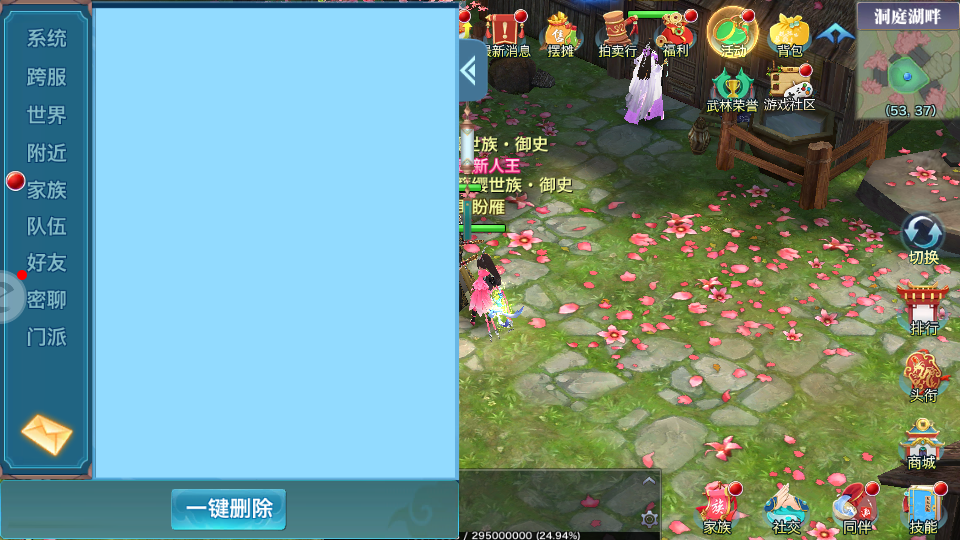 系统
跨服
世界
附近
家族
队伍
好友
密聊
门派
一键删除
最新消息
摆摊
拍卖行
福利
活动
背包
武林荣誉
游戏社区
洞庭湖畔
(53, 37)
世族·御史
新人王
缨世族·御史
盼雁
切换
排行
头衔
商城
家族
社交
同伴
技能
/ 295000000 (24.94%)